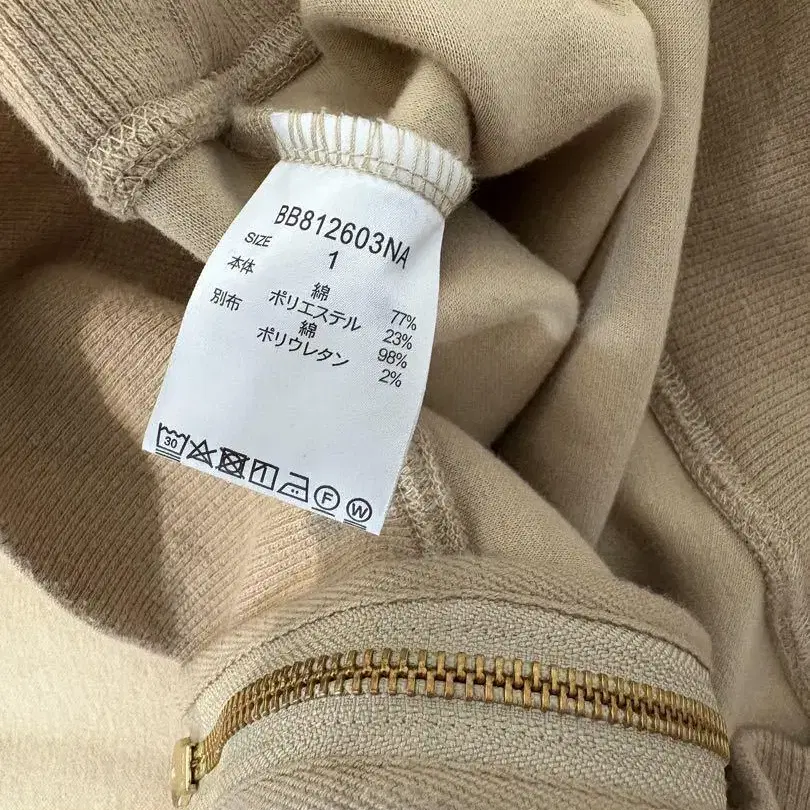 BB812603NA
SIZE 1
本体 綿 77%
ポリエステル 23%
別布 綿 98%
ポリウレタン 2%
30 F W